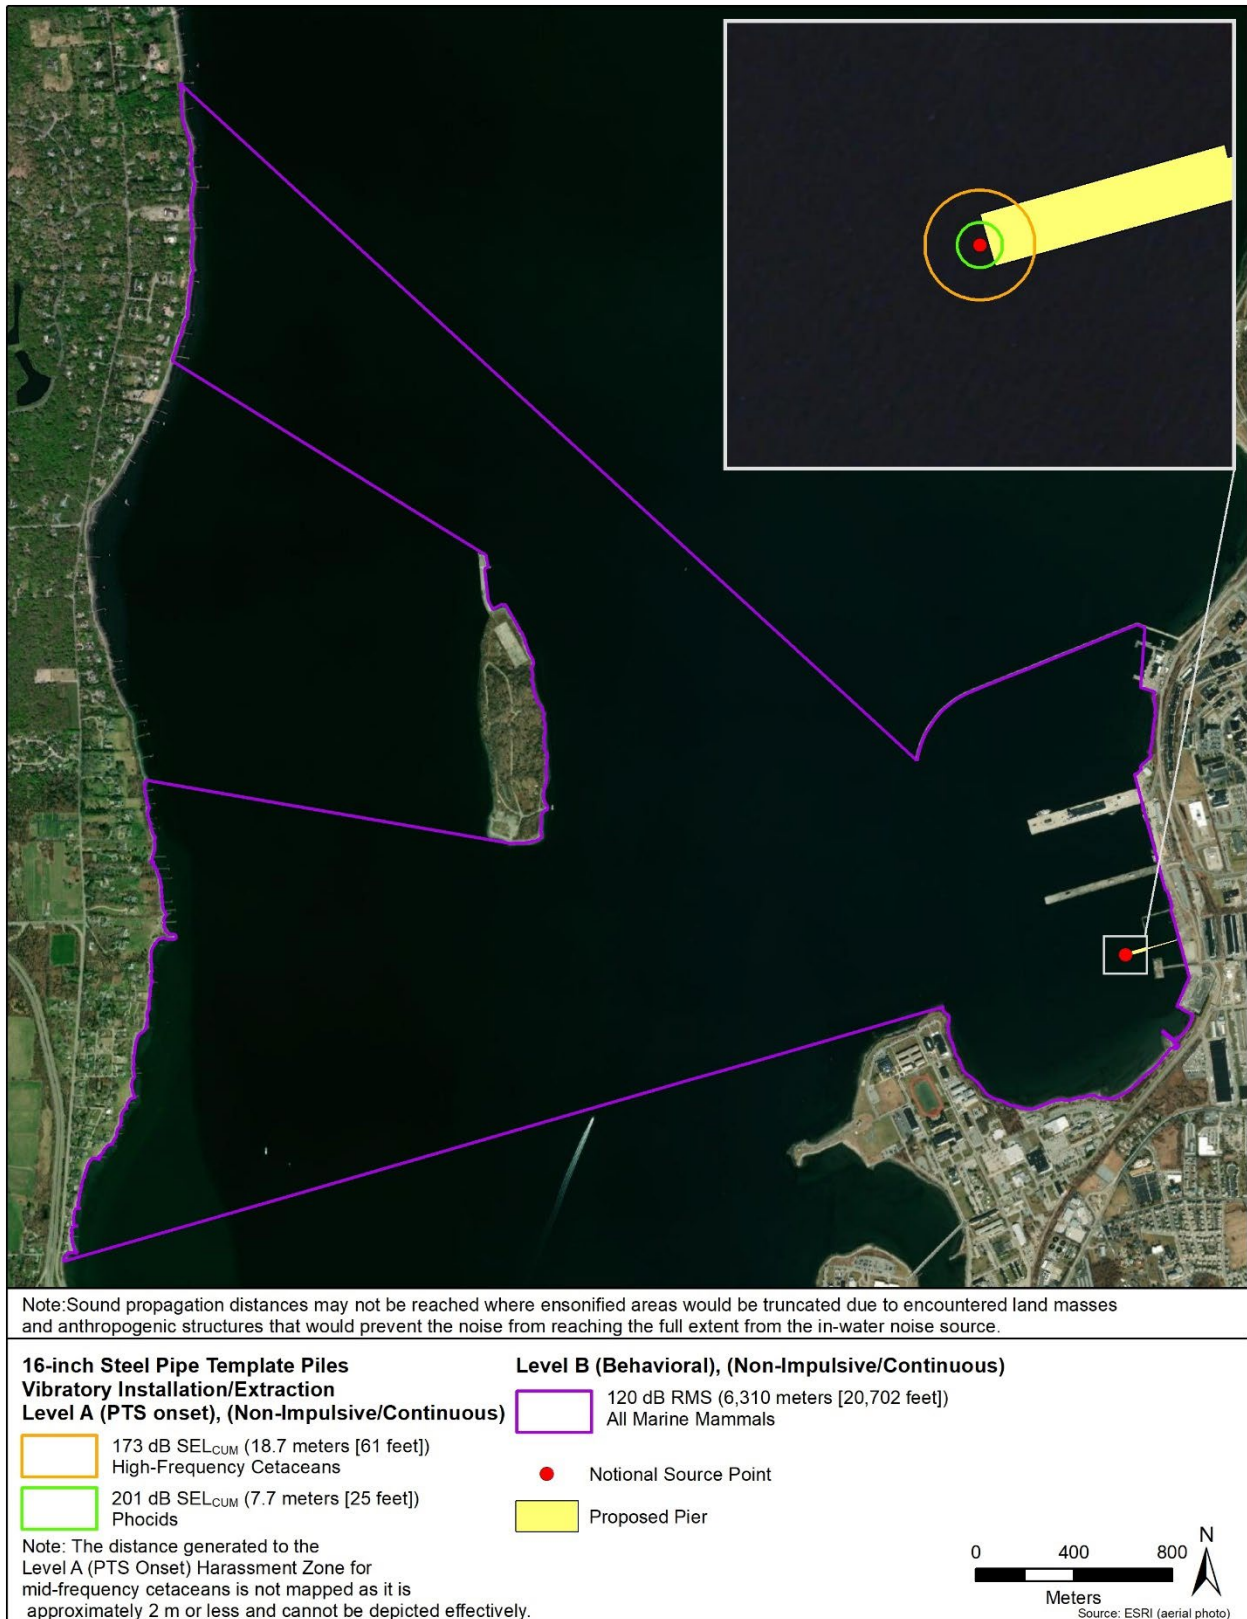 Note:Sound propagation distances may not be reached where ensonified areas would be truncated due to encountered land masses
and anthropogenic structures that would prevent the noise from reaching the full extent from the in-water noise source.
16-inch Steel Pipe Template Piles
Vibratory Installation/Extraction
Level A (PTS onset), (Non-Impulsive/Continuous)
173 dB SELCUM (18.7 meters [61 feet])
High-Frequency Cetaceans
201 dB SELCUM (7.7 meters [25 feet])
Phocids
Note: The distance generated to the
Level A (PTS Onset) Harassment Zone for
mid-frequency cetaceans is not mapped as it is
approximately 2 m or less and cannot be depicted effectively.
Level B (Behavioral), (Non-Impulsive/Continuous)
120 dB RMS (6,310 meters [20,702 feet])
All Marine Mammals
Notional Source Point
Proposed Pier
N
0 400 800
Meters
Source: ESRI (aerial photo)